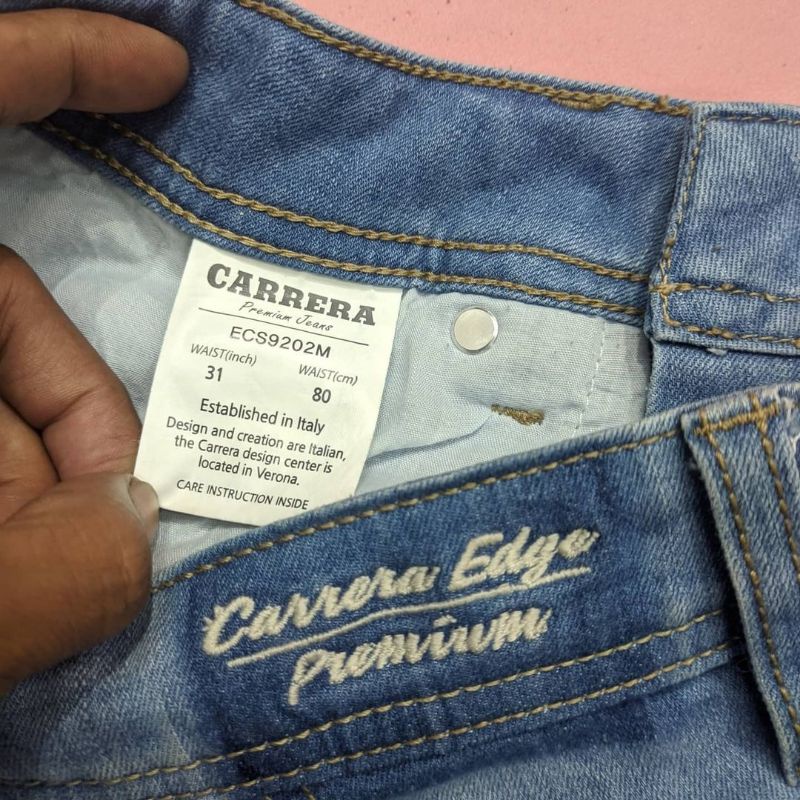 CARRERA
Premium Jeans
ECS9202M
WAIST(inch) WAIST(cm)
31 80
Established in Italy
Design and creation are Italian,
the Carrera design center is
located in Verona.
CARE INSTRUCTION INSIDE
Carrera Edge
Premium